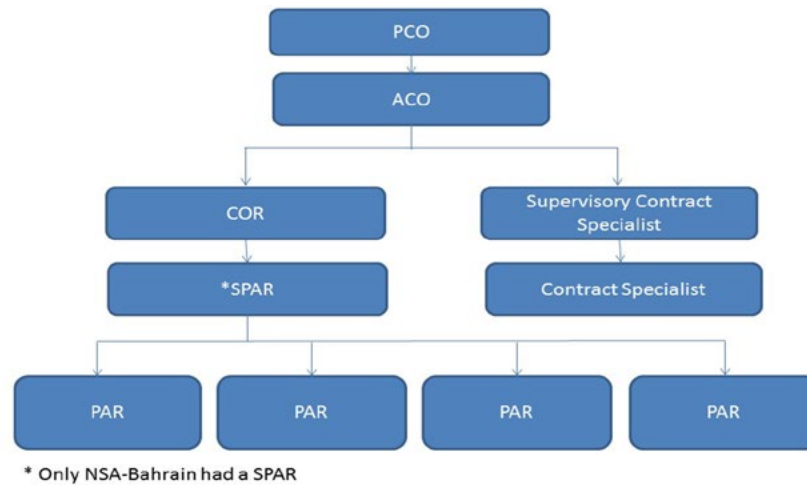 PCO
ACO
COR
Supervisory Contract
Specialist
*SPAR
Contract Specialist
PAR
PAR
PAR
PAR
* Only NSA-Bahrain had a SPAR